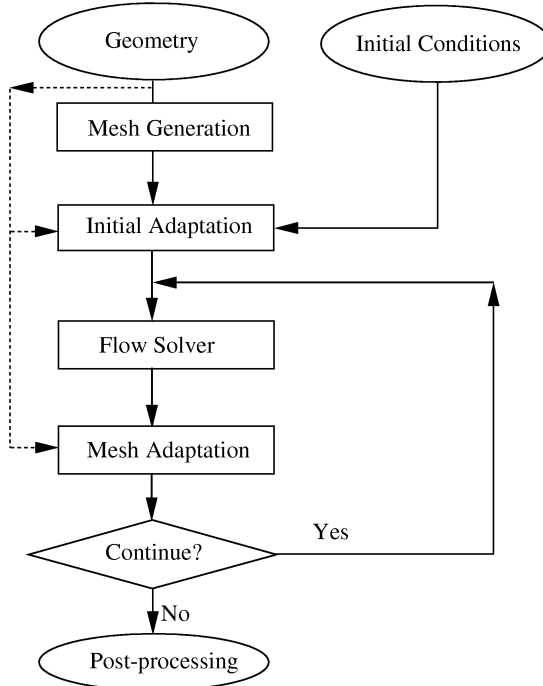 Geometry
Initial Conditions
Mesh Generation
Initial Adaptation
Flow Solver
Mesh Adaptation
Continue?
Yes
No
Post-processing